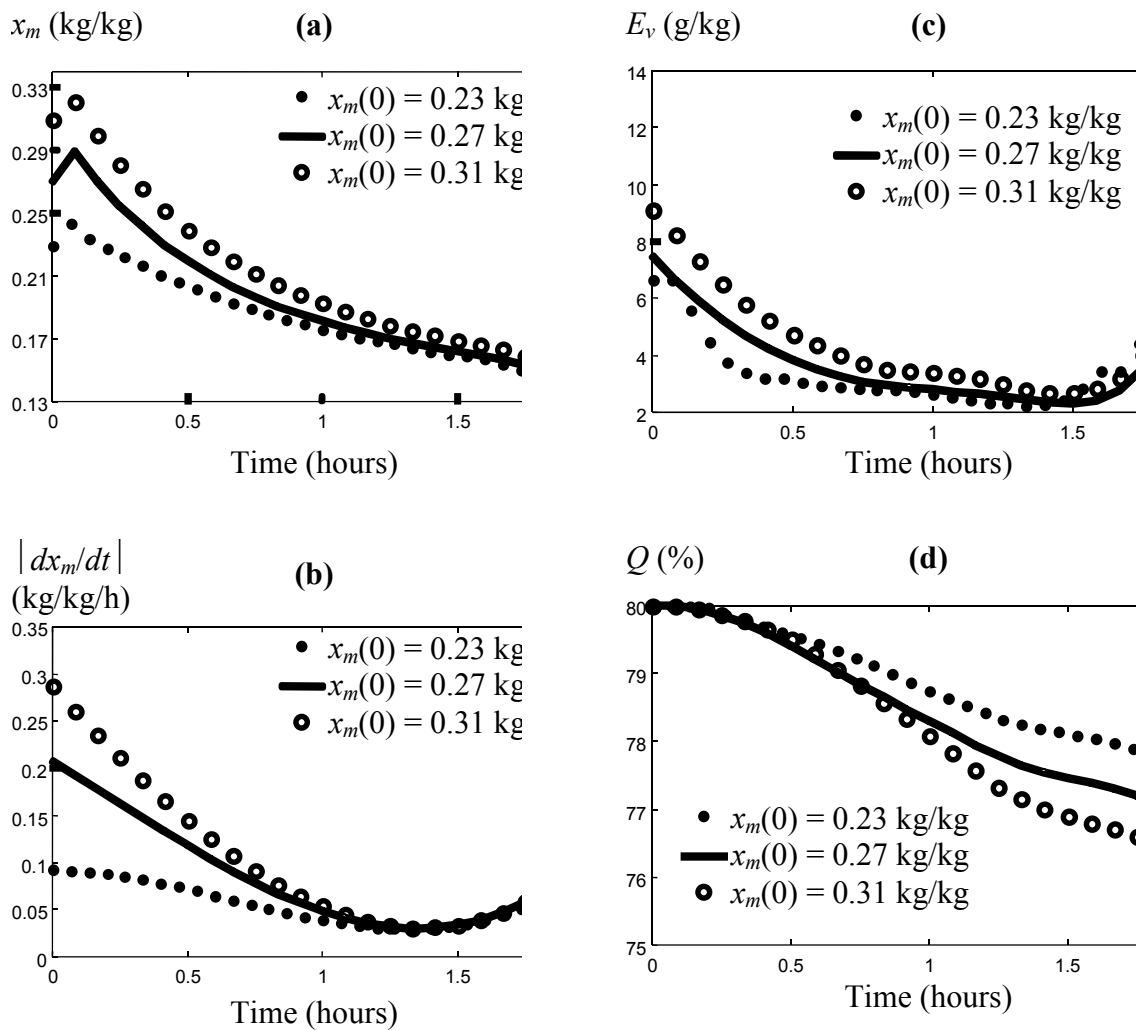 x_m (kg/kg)
(a)
0.33
0.29
0.25
0.21
0.17
0.13
x_m(0) = 0.23 kg
x_m(0) = 0.27 kg
x_m(0) = 0.31 kg
0 0.5 1 1.5
Time (hours)
E_v (g/kg)
(c)
14
12
10
8
6
4
2
x_m(0) = 0.23 kg/kg
x_m(0) = 0.27 kg/kg
x_m(0) = 0.31 kg/kg
0 0.5 1 1.5
Time (hours)
|dx_m/dt|
(kg/kg/h)
(b)
0.35
0.3
0.25
0.2
0.15
0.1
0.05
0
x_m(0) = 0.23 kg
x_m(0) = 0.27 kg
x_m(0) = 0.31 kg
0 0.5 1 1.5
Time (hours)
Q (%)
(d)
80
79
78
77
76
75
x_m(0) = 0.23 kg/kg
x_m(0) = 0.27 kg/kg
x_m(0) = 0.31 kg/kg
0 0.5 1 1.5
Time (hours)